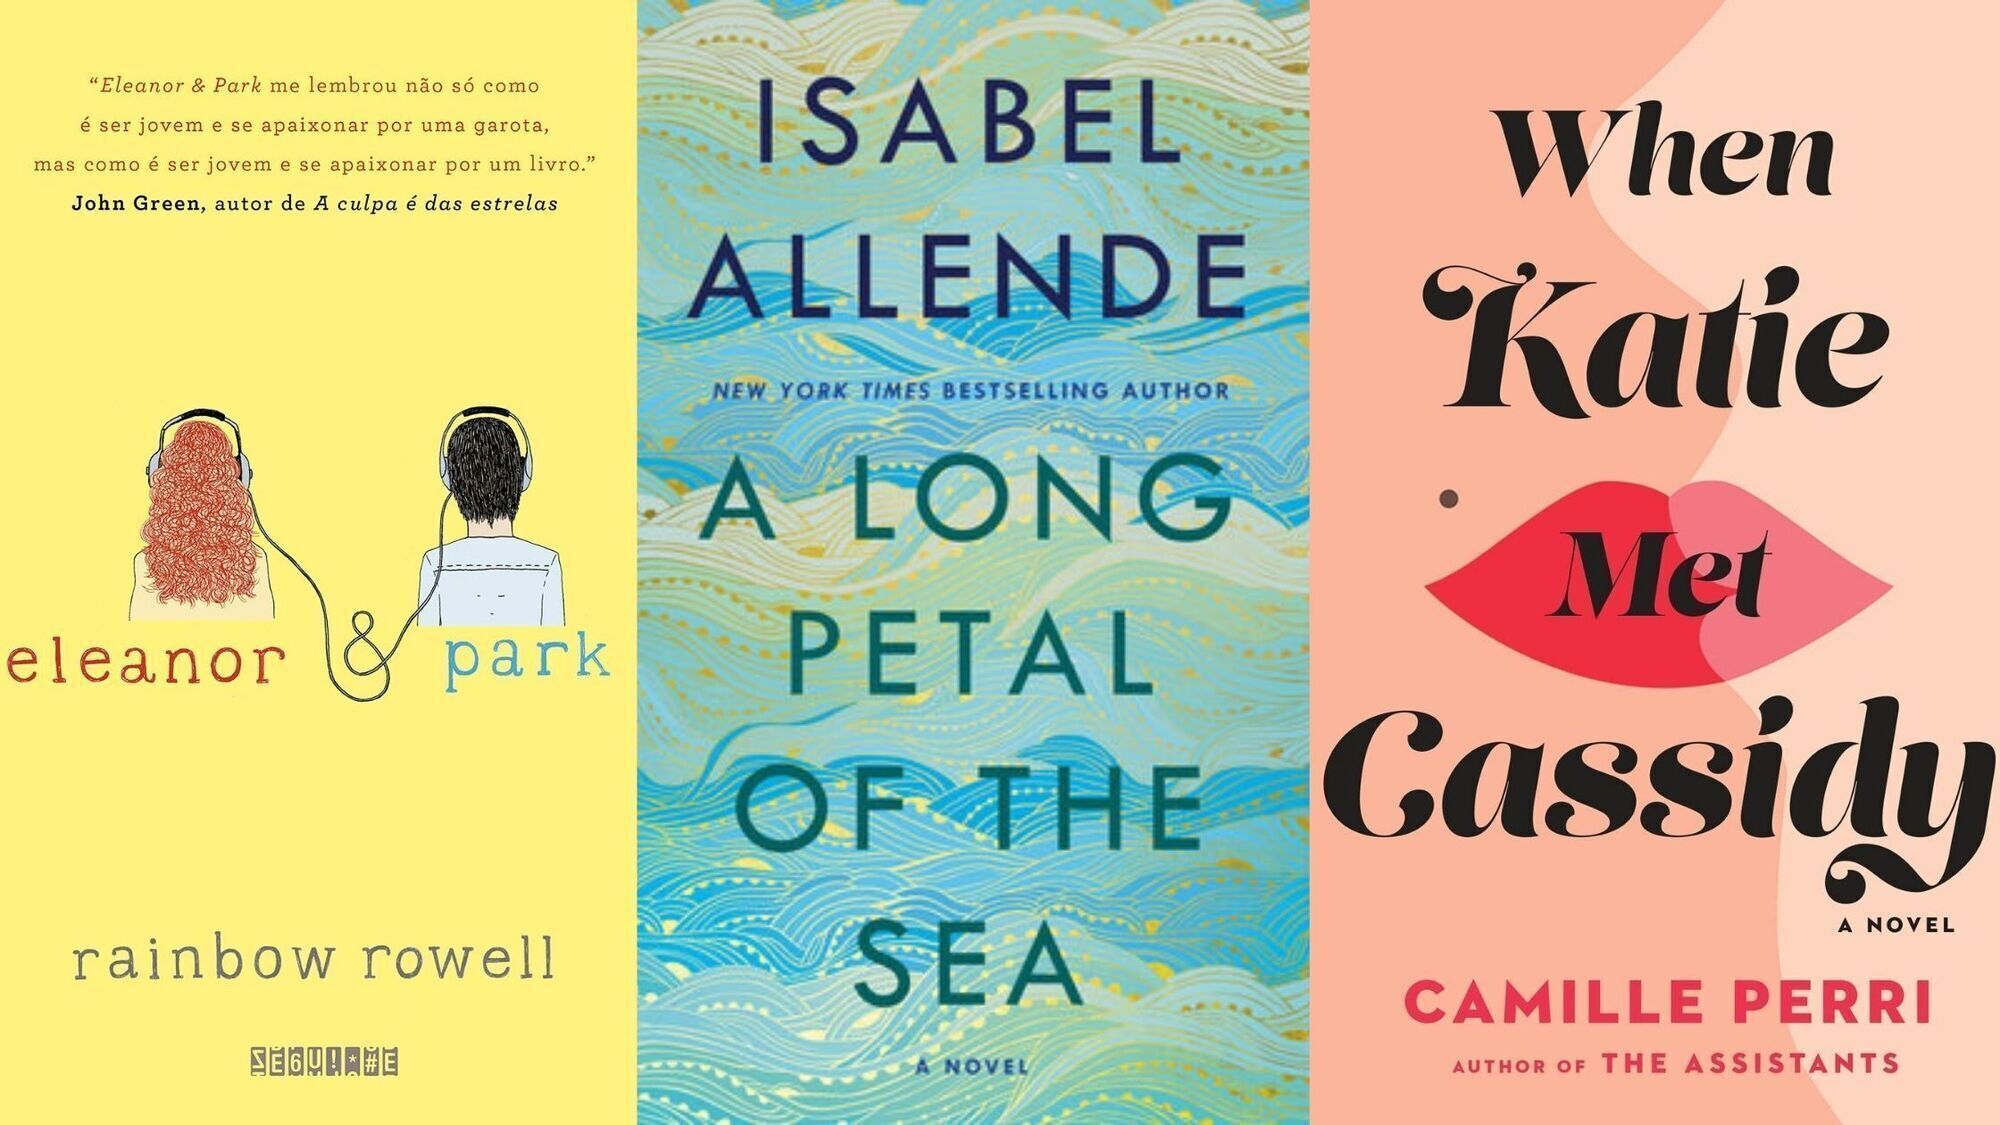 “Eleanor & Park me lembrou não só como
é ser jovem e se apaixonar por uma garota,
mas como é ser jovem e se apaixonar por um livro.”
John Green, autor de A culpa é das estrelas
eleanor & park
rainbow rowell
ISABEL
ALLENDE
NEW YORK TIMES BESTSELLING AUTHOR
A LONG
PETAL
OF THE
SEA
A NOVEL
When
Katie
Met
Cassidy
A NOVEL
CAMILLE PERRI
AUTHOR OF THE ASSISTANTS